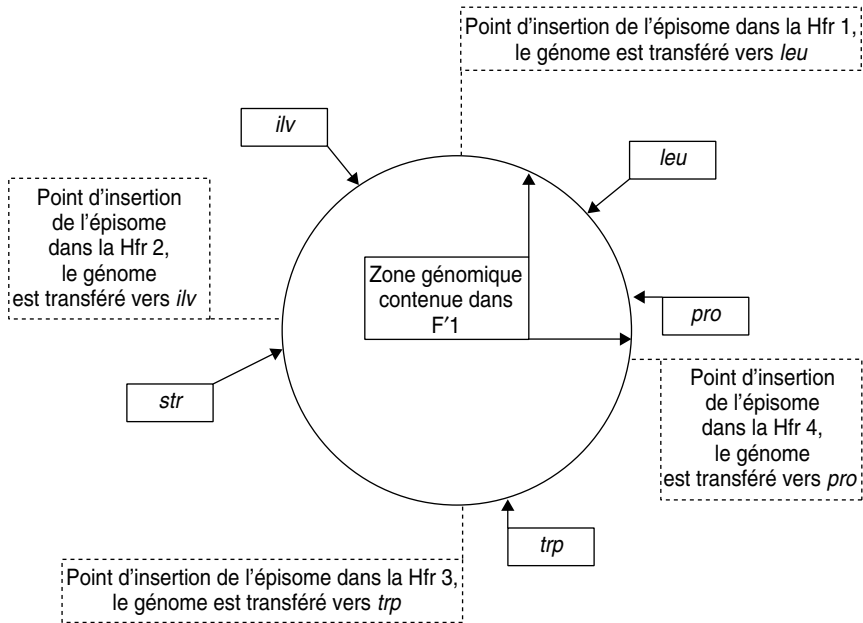 Point d’insertion de l’épisome dans la Hfr 1,
le génome est transféré vers leu
ilv
leu
Point d’insertion
de l’épisome
dans la Hfr 2,
le génome
est transféré vers ilv
Zone génomique
contenue dans
F′1
pro
str
Point d’insertion
de l’épisome
dans la Hfr 4,
le génome
est transféré vers pro
trp
Point d’insertion de l’épisome dans la Hfr 3,
le génome est transféré vers trp